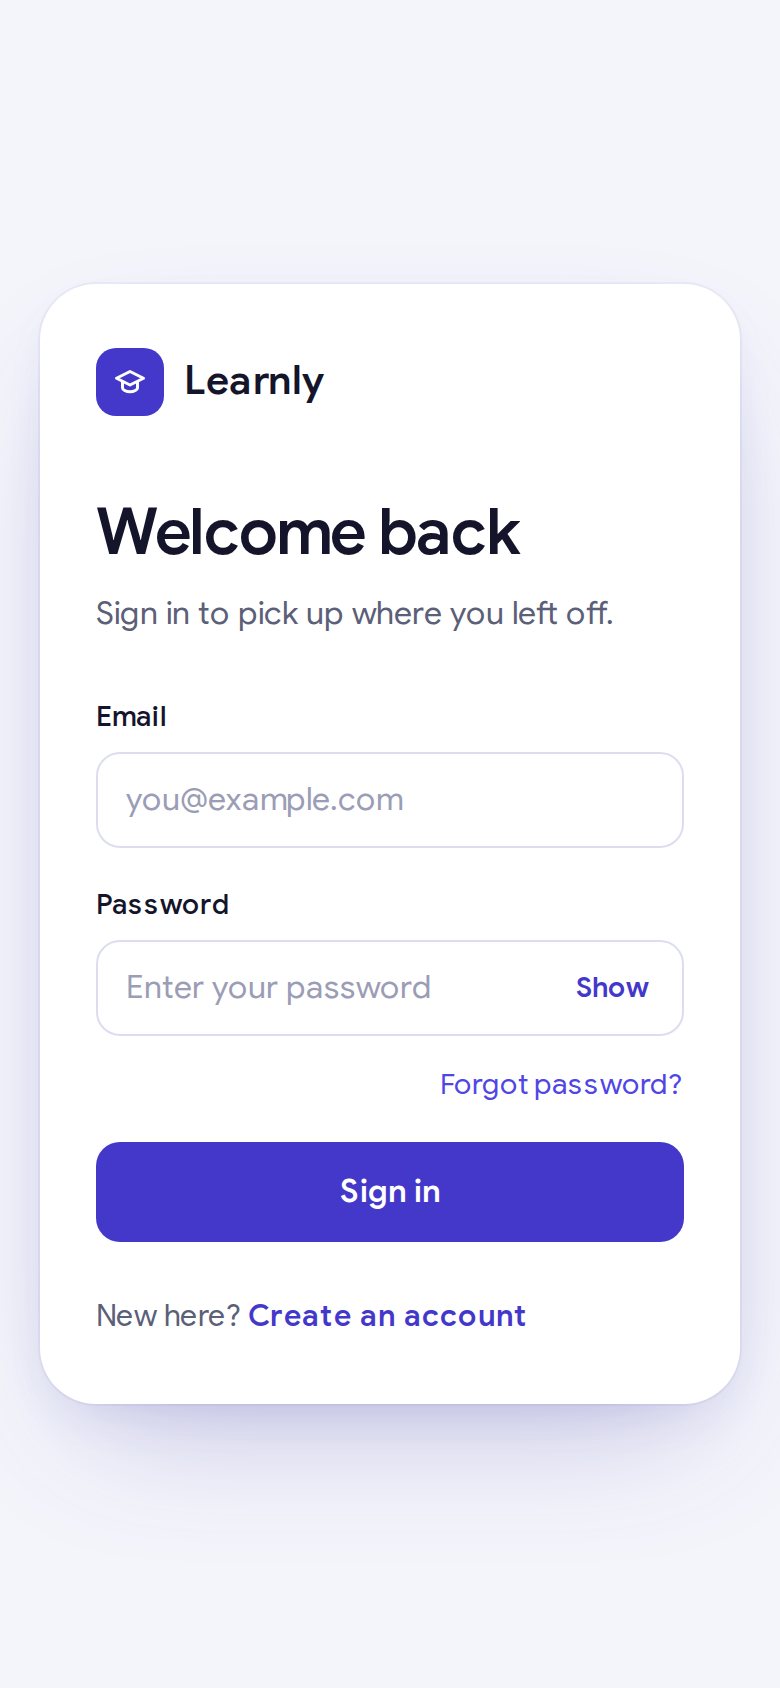 Learnly
Welcome back
Sign in to pick up where you left off.
Email
you@example.com
Password
Enter your password Show
Forgot password?
Sign in
New here? Create an account